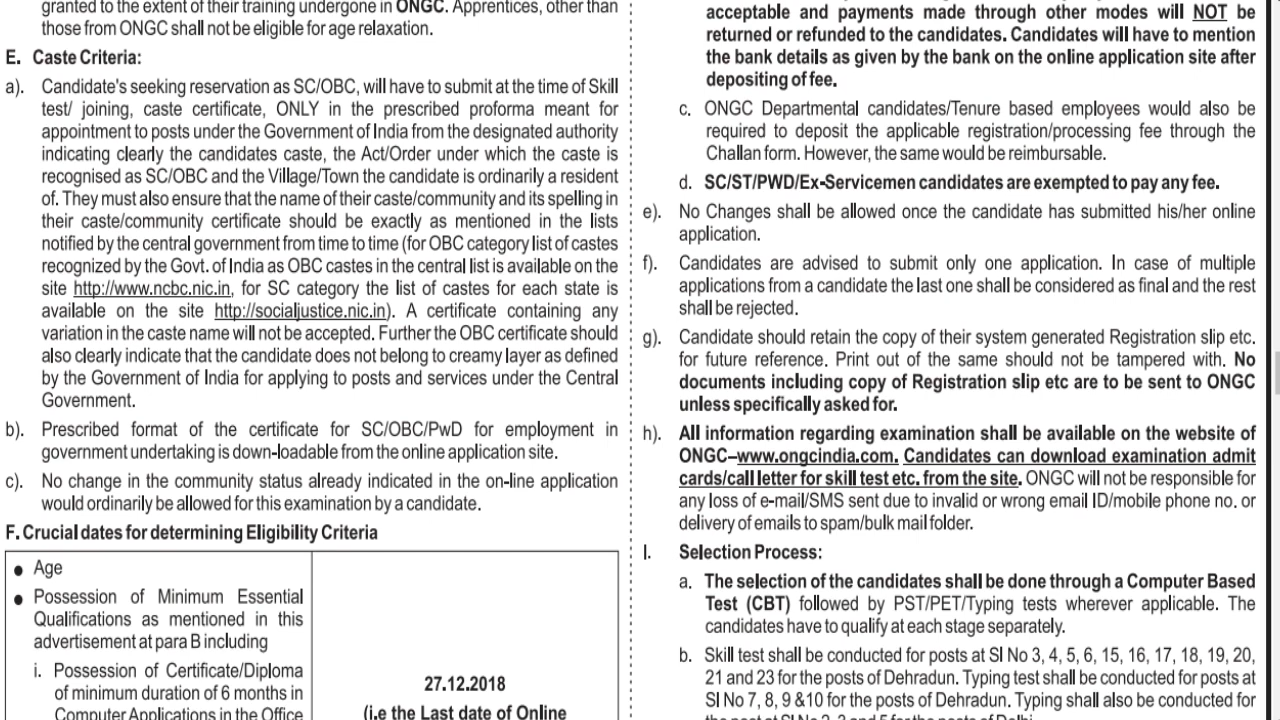 granted to the extent of their training undergone in ONGC. Apprentices, other than
those from ONGC shall not be eligible for age relaxation.
E. Caste Criteria:
a). Candidate's seeking reservation as SC/OBC, will have to submit at the time of Skill
test/ joining, caste certificate, ONLY in the prescribed proforma meant for
appointment to posts under the Government of India from the designated authority
indicating clearly the candidates caste, the Act/Order under which the caste is
recognised as SC/OBC and the Village/Town the candidate is ordinarily a resident
of. They must also ensure that the name of their caste/community and its spelling in
their caste/community certificate should be exactly as mentioned in the lists
notified by the central government from time to time (for OBC category list of castes
recognized by the Govt. of India as OBC castes in the central list is available on the
site http://www.ncbc.nic.in, for SC category the list of castes for each state is
available on the site http://socialjustice.nic.in). A certificate containing any
variation in the caste name will not be accepted. Further the OBC certificate should
also clearly indicate that the candidate does not belong to creamy layer as defined
by the Government of India for applying to posts and services under the Central
Government.
b). Prescribed format of the certificate for SC/OBC/PwD for employment in
government undertaking is down-loadable from the online application site.
c). No change in the community status already indicated in the on-line application
would ordinarily be allowed for this examination by a candidate.
F. Crucial dates for determining Eligibility Criteria
● Age
● Possession of Minimum Essential
Qualifications as mentioned in this
advertisement at para B including
i. Possession of Certificate/Diploma
of minimum duration of 6 months in
Computer Applications in the Office
27.12.2018
(i.e the Last date of Online
acceptable and payments made through other modes will NOT be
returned or refunded to the candidates. Candidates will have to mention
the bank details as given by the bank on the online application site after
depositing of fee.
c. ONGC Departmental candidates/Tenure based employees would also be
required to deposit the applicable registration/processing fee through the
Challan form. However, the same would be reimbursable.
d. SC/ST/PWD/Ex-Servicemen candidates are exempted to pay any fee.
e). No Changes shall be allowed once the candidate has submitted his/her online
application.
f). Candidates are advised to submit only one application. In case of multiple
applications from a candidate the last one shall be considered as final and the rest
shall be rejected.
g). Candidate should retain the copy of their system generated Registration slip etc.
for future reference. Print out of the same should not be tampered with. No
documents including copy of Registration slip etc are to be sent to ONGC
unless specifically asked for.
h). All information regarding examination shall be available on the website of
ONGC–www.ongcindia.com. Candidates can download examination admit
cards/call letter for skill test etc. from the site. ONGC will not be responsible for
any loss of e-mail/SMS sent due to invalid or wrong email ID/mobile phone no. or
delivery of emails to spam/bulk mail folder.
I. Selection Process:
a. The selection of the candidates shall be done through a Computer Based
Test (CBT) followed by PST/PET/Typing tests wherever applicable. The
candidates have to qualify at each stage separately.
b. Skill test shall be conducted for posts at Sl No 3, 4, 5, 6, 15, 16, 17, 18, 19, 20,
21 and 23 for the posts of Dehradun. Typing test shall be conducted for posts at
Sl No 7, 8, 9 &10 for the posts of Dehradun. Typing shall also be conducted for